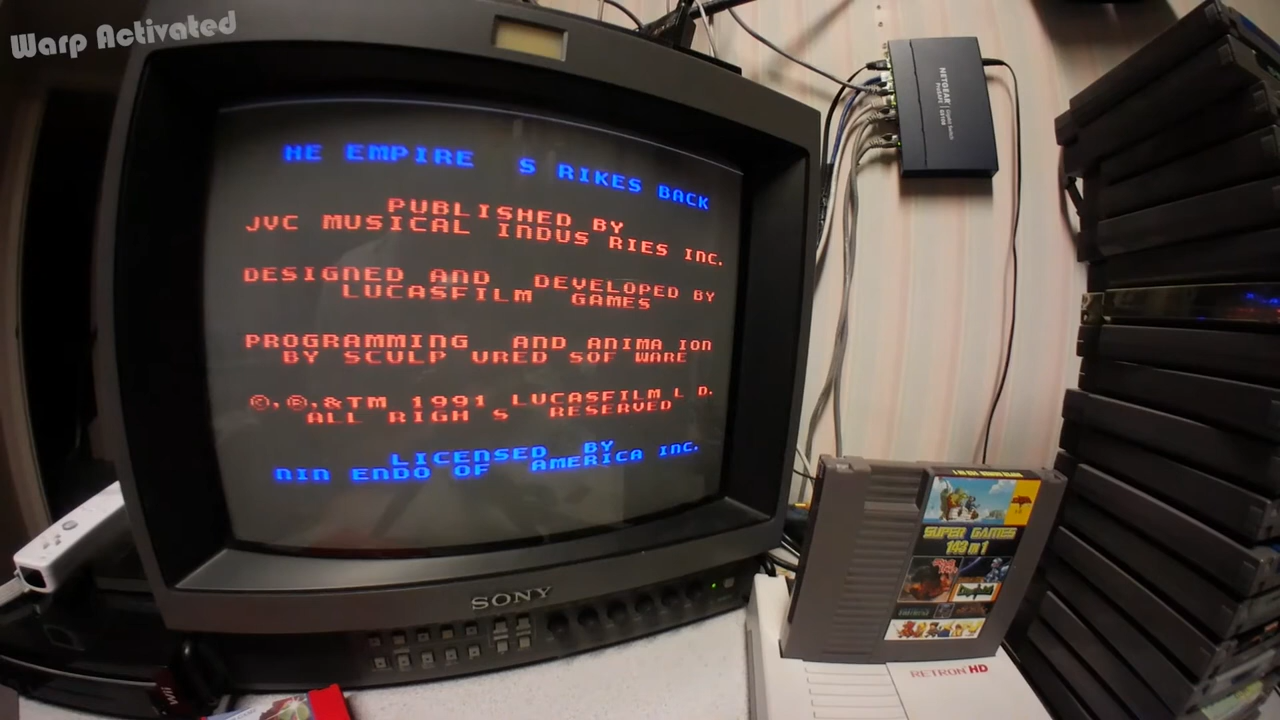 Warp Activated
HE EMPIRE S RIKES BACK
PUBLISHED BY
JVC MUSICAL INDUS RIES INC.
DESIGNED AND DEVELOPED BY
LUCASFILM GAMES
PROGRAMMING AND ANIMA ION
BY SCULP URED SOF WARE
©,®,&TM 1991 LUCASFILM L D.
ALL RIGH S RESERVED
LICENSED BY
NIN ENDO OF AMERICA INC.
SONY
NETGEAR
SUPER GAMES
143 in 1
RETRON HD
Wii